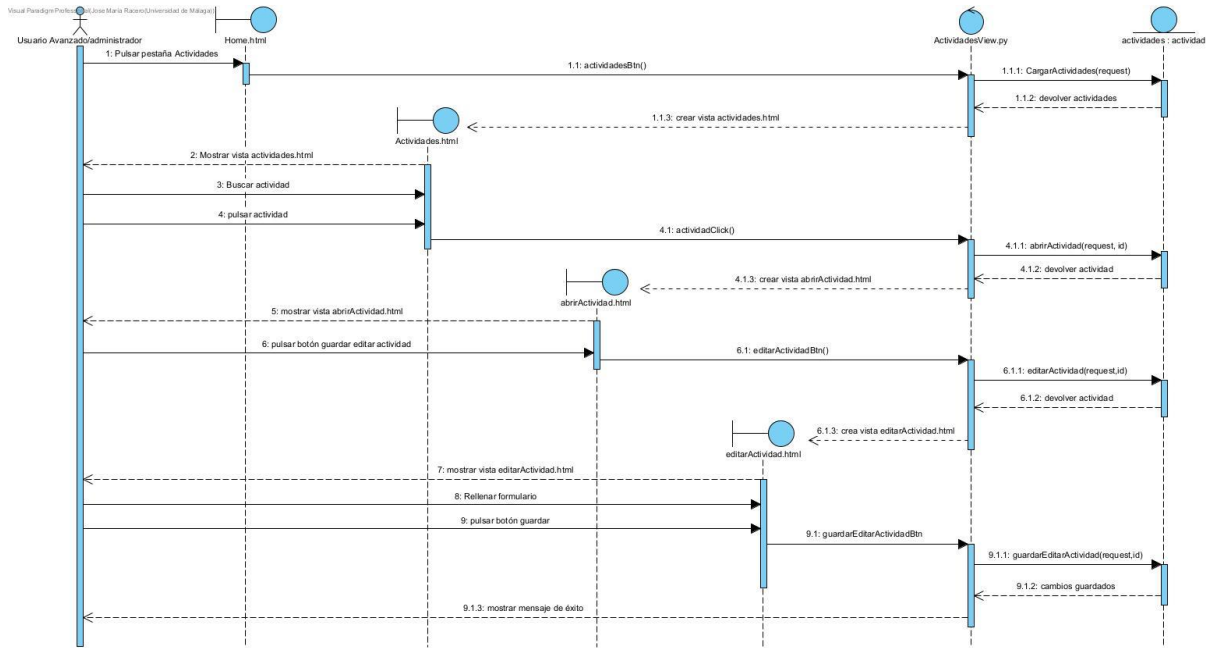 Visual Paradigm Professional(Jose María Racero(Universidad de Málaga))
Usuario Avanzado/administrador
Home.html
ActividadesView.py
actividades : actividad
1: Pulsar pestaña Actividades
1.1: actividadesBtn()
1.1.1: CargarActividades(request)
1.1.2: devolver actividades
1.1.3: crear vista actividades.html
Actividades.html
2: Mostrar vista actividades.html
3: Buscar actividad
4: pulsar actividad
4.1: actividadClick()
4.1.1: abrirActividad(request, id)
4.1.2: devolver actividad
4.1.3: crear vista abrirActividad.html
abrirActividad.html
5: mostrar vista abrirActividad.html
6: pulsar botón guardar editar actividad
6.1: editarActividadBtn()
6.1.1: editarActividad(request,id)
6.1.2: devolver actividad
6.1.3: crea vista editarActividad.html
editarActividad.html
7: mostrar vista editarActividad.html
8: Rellenar formulario
9: pulsar botón guardar
9.1: guardarEditarActividadBtn
9.1.1: guardarEditarActividad(request,id)
9.1.2: cambios guardados
9.1.3: mostrar mensaje de éxito